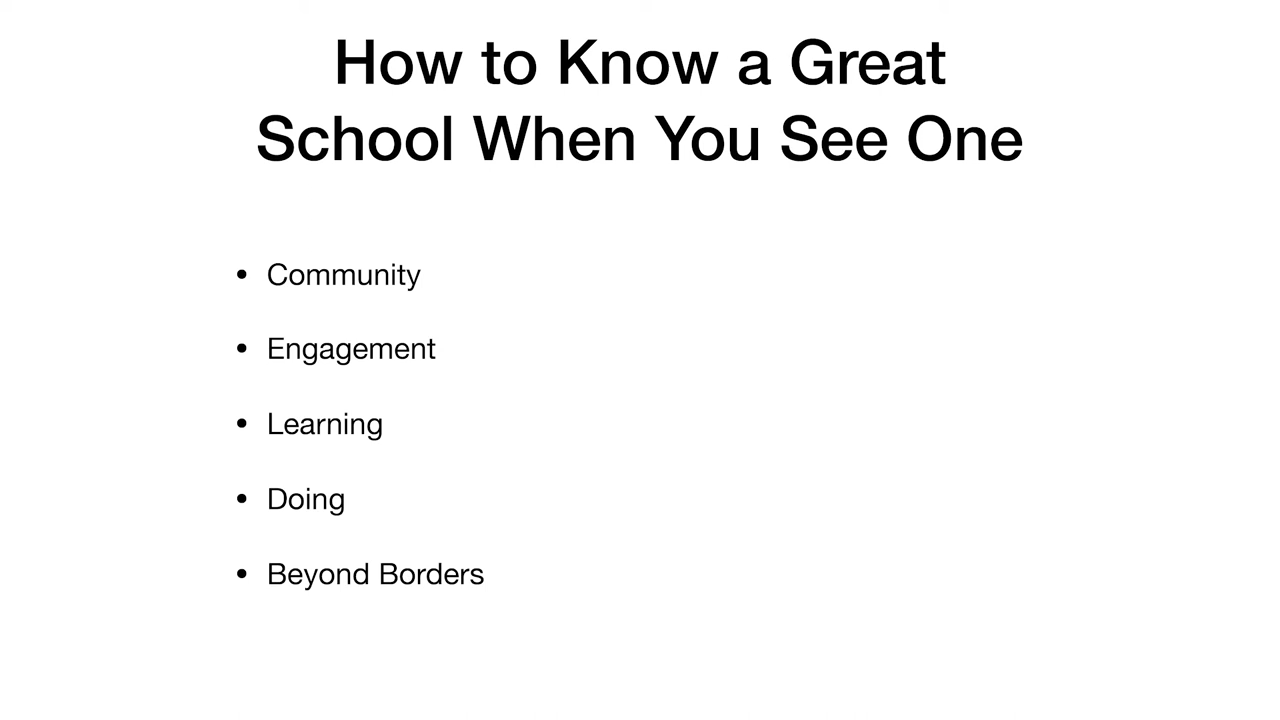 How to Know a Great
School When You See One
• Community
• Engagement
• Learning
• Doing
• Beyond Borders